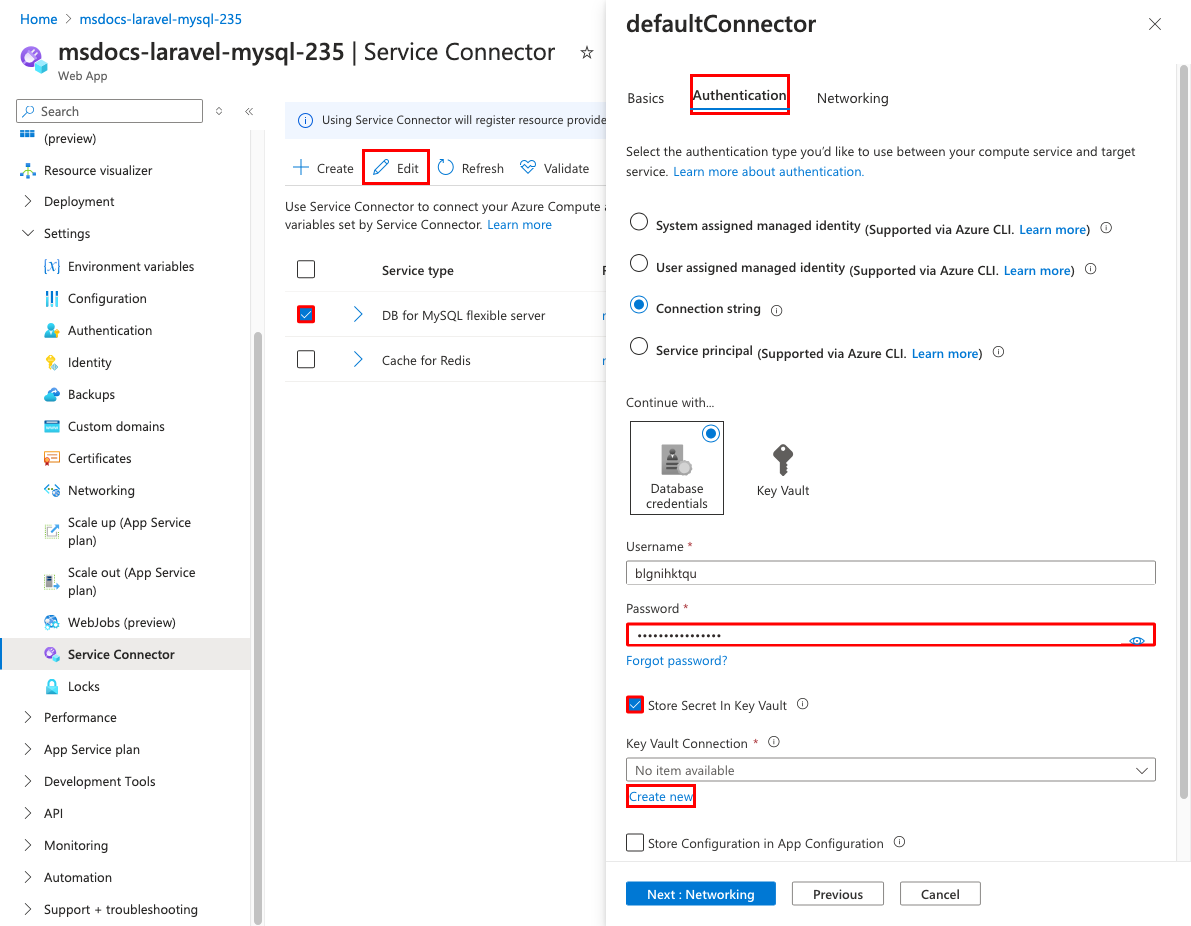 Home > msdocs-laravel-mysql-235
msdocs-laravel-mysql-235 | Service Connector
Web App
Search
(preview)
Resource visualizer
Deployment
Settings
Environment variables
Configuration
Authentication
Identity
Backups
Custom domains
Certificates
Networking
Scale up (App Service
plan)
Scale out (App Service
plan)
WebJobs (preview)
Service Connector
Locks
Performance
App Service plan
Development Tools
API
Monitoring
Automation
Support + troubleshooting
Using Service Connector will register resource provide
Create Edit Refresh Validate
Use Service Connector to connect your Azure Compute
variables set by Service Connector. Learn more
Service type
DB for MySQL flexible server
Cache for Redis
defaultConnector
Basics Authentication Networking
Select the authentication type you'd like to use between your compute service and target
service. Learn more about authentication.
System assigned managed identity (Supported via Azure CLI. Learn more)
User assigned managed identity (Supported via Azure CLI. Learn more)
Connection string
Service principal (Supported via Azure CLI. Learn more)
Continue with...
Database
credentials
Key Vault
Username *
blgnihktqu
Password *
••••••••••••••••
Forgot password?
Store Secret In Key Vault
Key Vault Connection *
No item available
Create new
Store Configuration in App Configuration
Next : Networking Previous Cancel